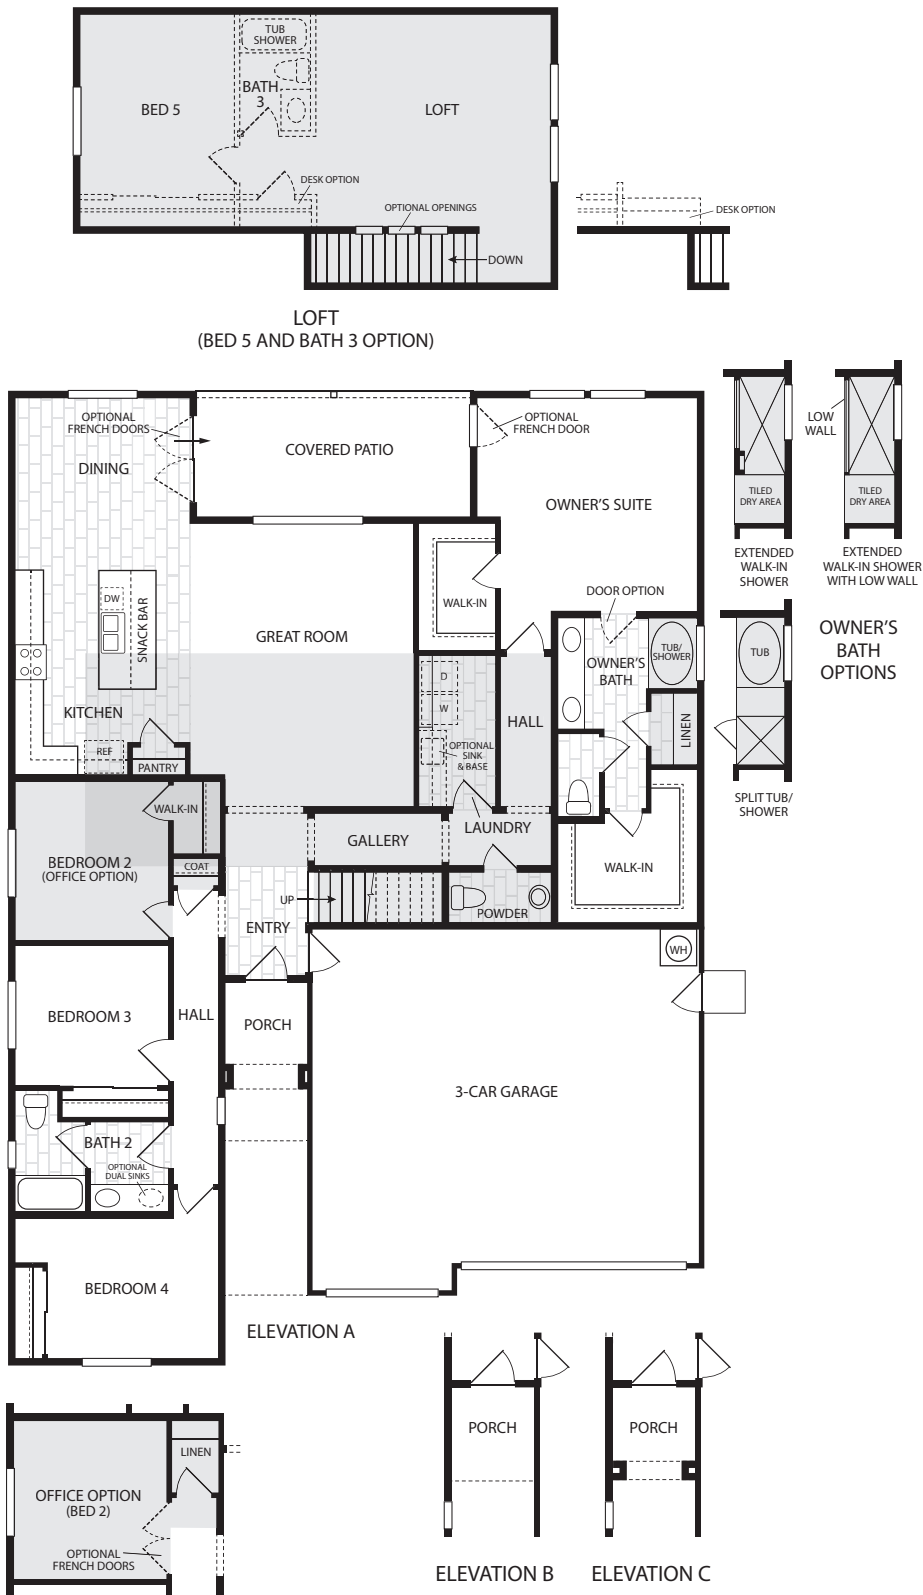 TUB
SHOWER
BATH
3
BED 5
LOFT
DESK OPTION
OPTIONAL OPENINGS
DOWN
DESK OPTION
LOFT
(BED 5 AND BATH 3 OPTION)
OPTIONAL
FRENCH DOORS
DINING
COVERED PATIO
OPTIONAL
FRENCH DOOR
OWNER'S SUITE
LOW
WALL
TILED
DRY AREA
TILED
DRY AREA
EXTENDED
WALK-IN
SHOWER
EXTENDED
WALK-IN SHOWER
WITH LOW WALL
DW
SNACK BAR
GREAT ROOM
WALK-IN
DOOR OPTION
OWNER'S
BATH
TUB/
SHOWER
TUB
OWNER'S
BATH
OPTIONS
KITCHEN
REF
PANTRY
D
W
OPTIONAL
SINK
& BASE
HALL
LINEN
SPLIT TUB/
SHOWER
WALK-IN
BEDROOM 2
(OFFICE OPTION)
COAT
GALLERY
LAUNDRY
WALK-IN
UP
ENTRY
POWDER
WH
BEDROOM 3
HALL
PORCH
3-CAR GARAGE
BATH 2
OPTIONAL
DUAL SINKS
BEDROOM 4
ELEVATION A
PORCH
PORCH
LINEN
OFFICE OPTION
(BED 2)
OPTIONAL
FRENCH DOORS
ELEVATION B
ELEVATION C